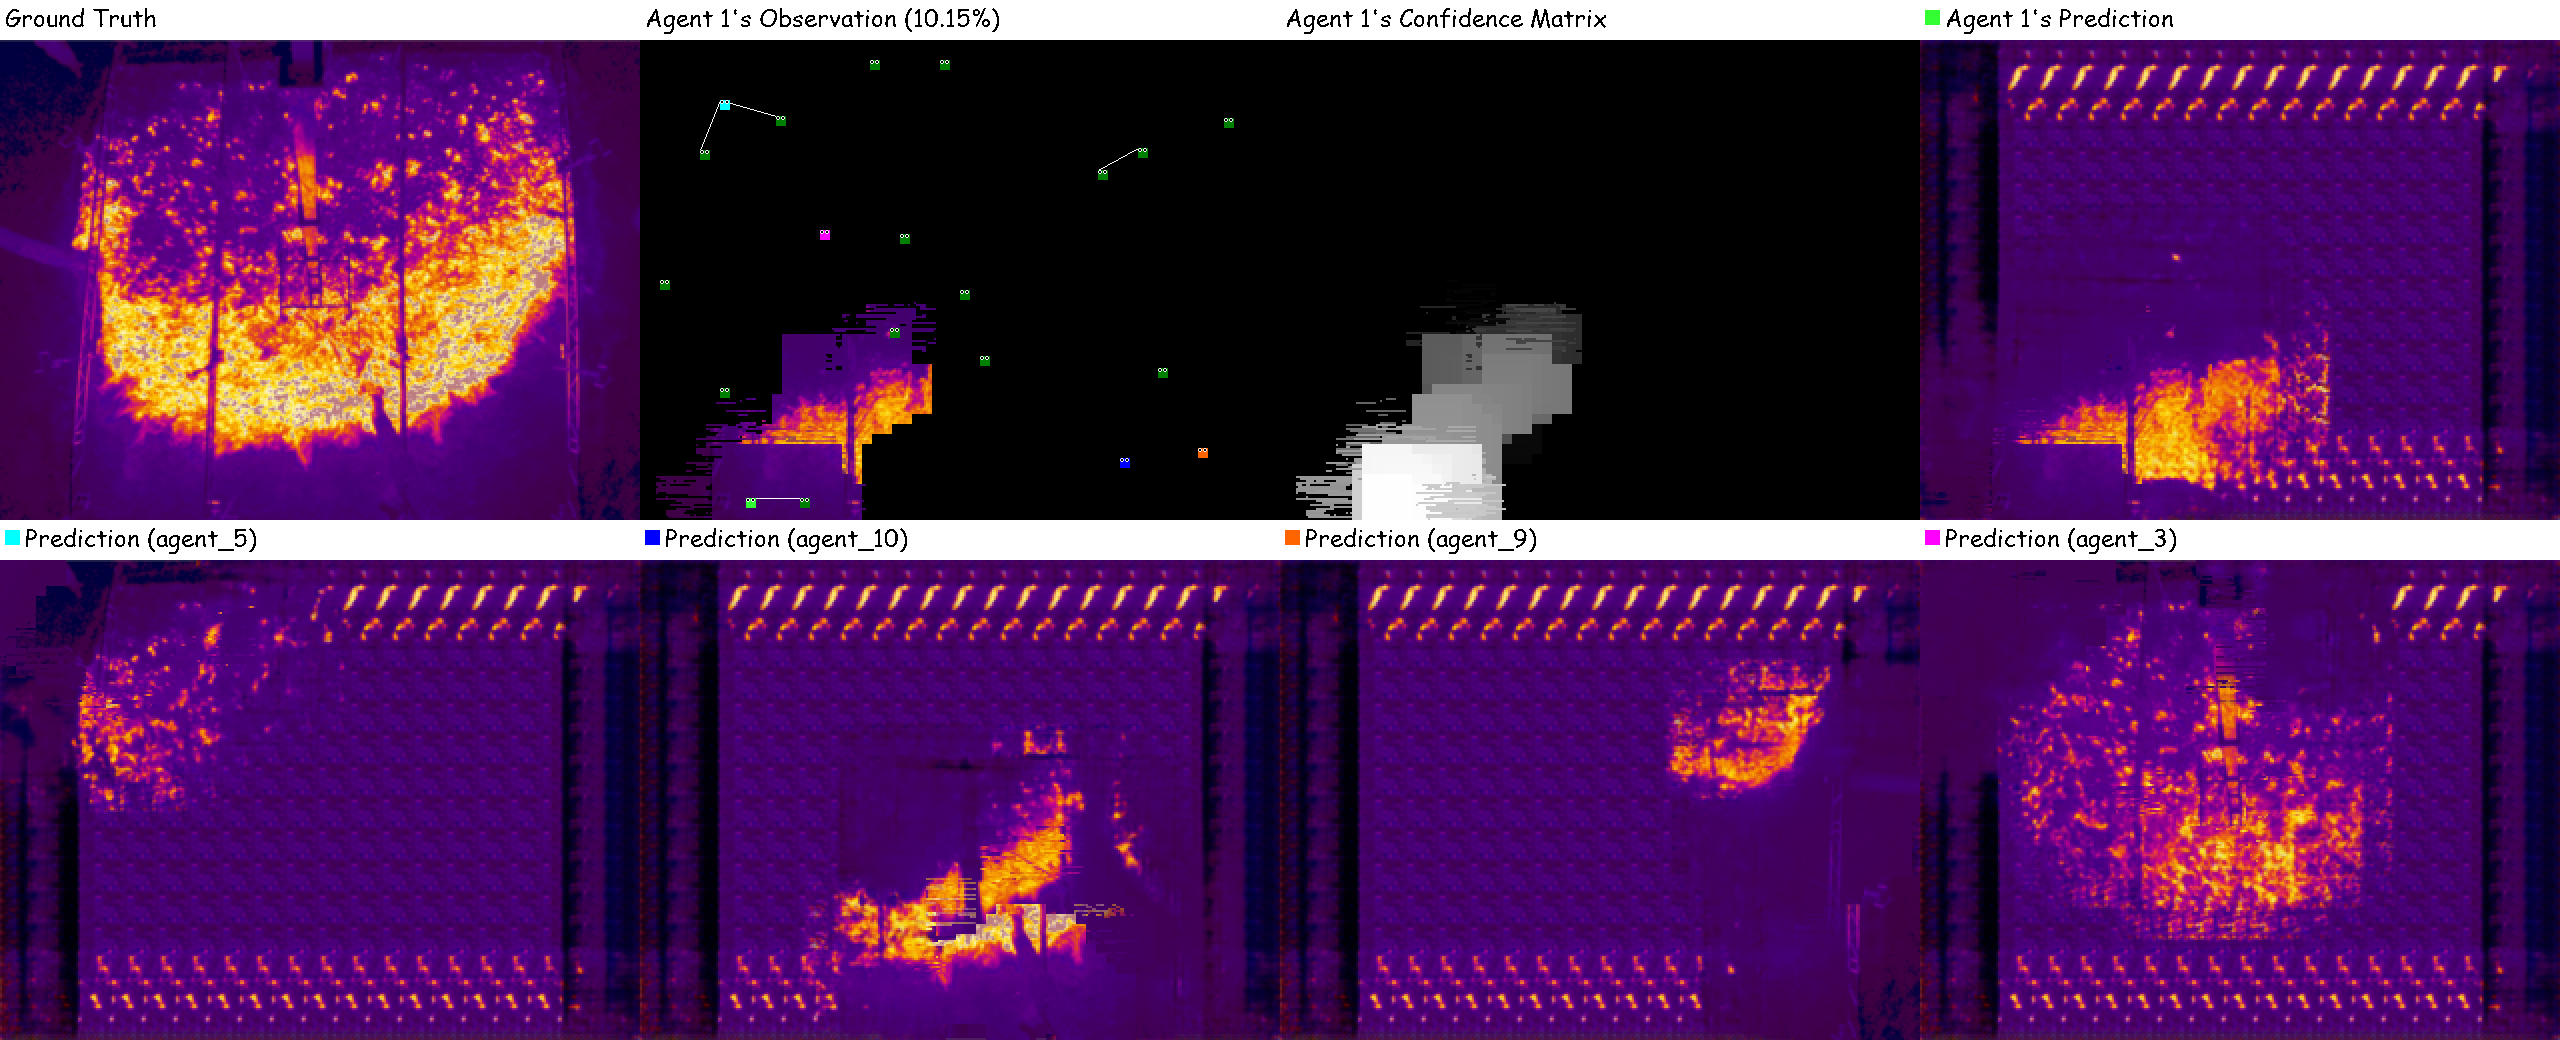 Ground Truth
Agent 1's Observation (10.15%)
Agent 1's Confidence Matrix
Agent 1's Prediction
Prediction (agent_5)
Prediction (agent_10)
Prediction (agent_9)
Prediction (agent_3)